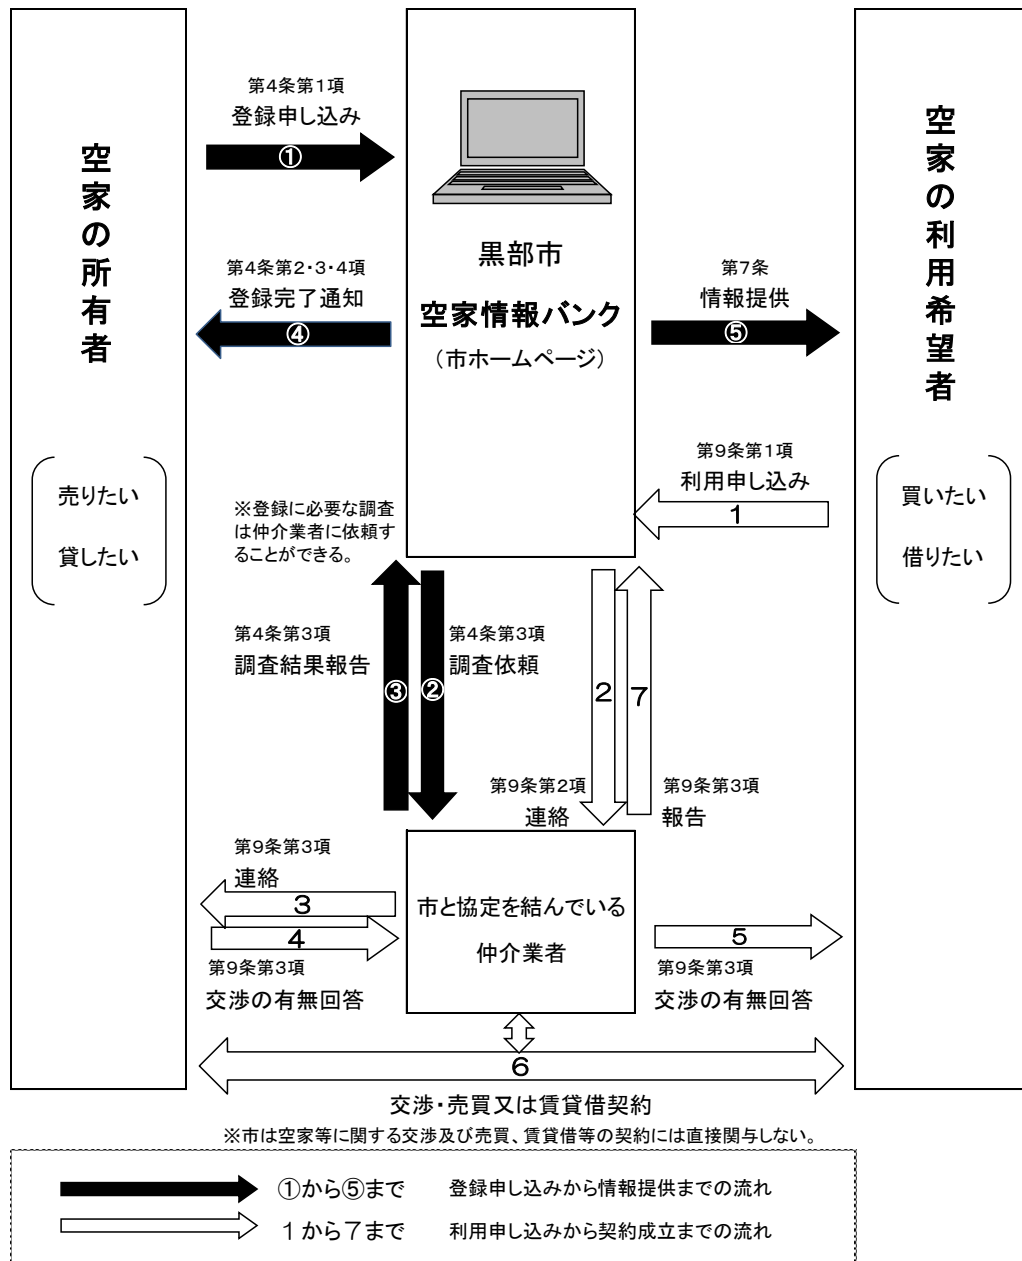 空家の所有者
売りたい
貸したい
第4条第1項
登録申し込み
①
第4条第2・3・4項
登録完了通知
④
黒部市
空家情報バンク
（市ホームページ）
第7条
情報提供
⑤
空家の利用希望者
買いたい
借りたい
第9条第1項
利用申し込み
1
※登録に必要な調査
は仲介業者に依頼す
ることができる。
第4条第3項
調査結果報告
③
②
第4条第3項
調査依頼
2
7
第9条第2項
連絡
第9条第3項
報告
第9条第3項
連絡
3
4
第9条第3項
交渉の有無回答
市と協定を結んでいる
仲介業者
5
第9条第3項
交渉の有無回答
6
交渉・売買又は賃貸借契約
※市は空家等に関する交渉及び売買、賃貸借等の契約には直接関与しない。
①から⑤まで 登録申し込みから情報提供までの流れ
１から７まで 利用申し込みから契約成立までの流れ